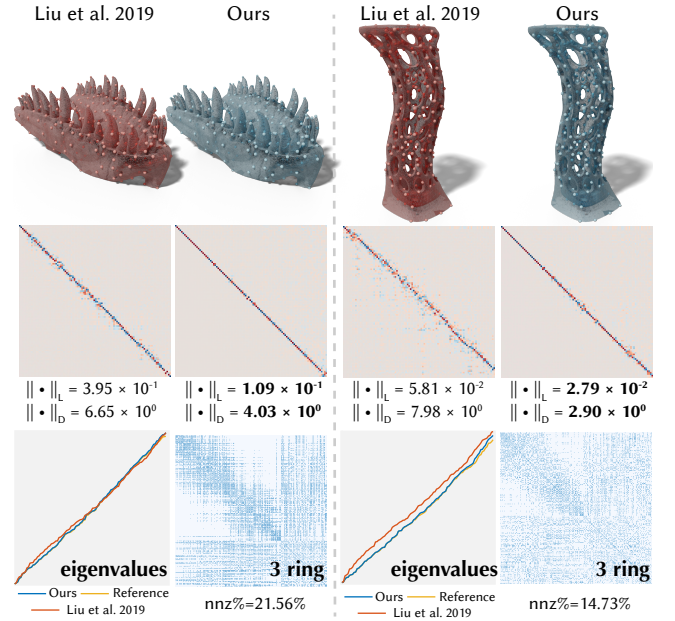 Liu et al. 2019
Ours
Liu et al. 2019
Ours
|| • ||L = 3.95 × 10-1
|| • ||D = 6.65 × 100
|| • ||L = 1.09 × 10-1
|| • ||D = 4.03 × 100
|| • ||L = 5.81 × 10-2
|| • ||D = 7.98 × 100
|| • ||L = 2.79 × 10-2
|| • ||D = 2.90 × 100
eigenvalues
3 ring
eigenvalues
3 ring
Ours Reference
Liu et al. 2019
nnz%=21.56%
Ours Reference
Liu et al. 2019
nnz%=14.73%